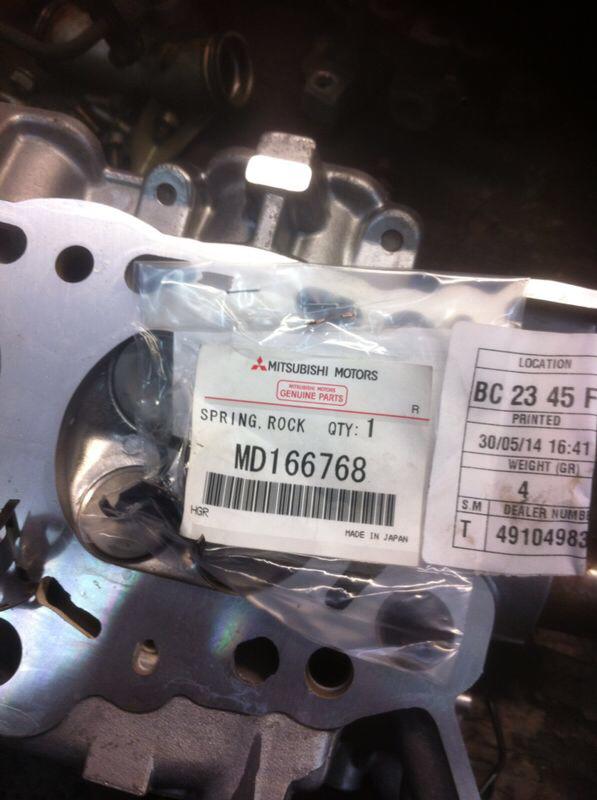 MITSUBISHI MOTORS
MITSUBISHI MOTORS
GENUINE PARTS
R
SPRING, ROCK QTY: 1
MD166768
HGR
MADE IN JAPAN
LOCATION
BC 23 45 F
PRINTED
30/05/14 16:41
WEIGHT (GR)
4
S.M DEALER NUMBE
T 49104983